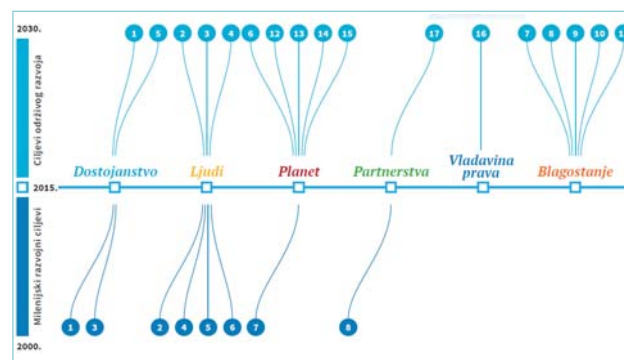 2030.
1 5 2 3 4 6 12 13 14 15 17 16 7 8 9 10
Ciljevi održivog razvoja
Dostojanstvo Ljudi Planet Partnerstva Vladavina prava Blagostanje
2015.
Milenijski razvojni ciljevi
1 3 2 4 5 6 7 8
2000.